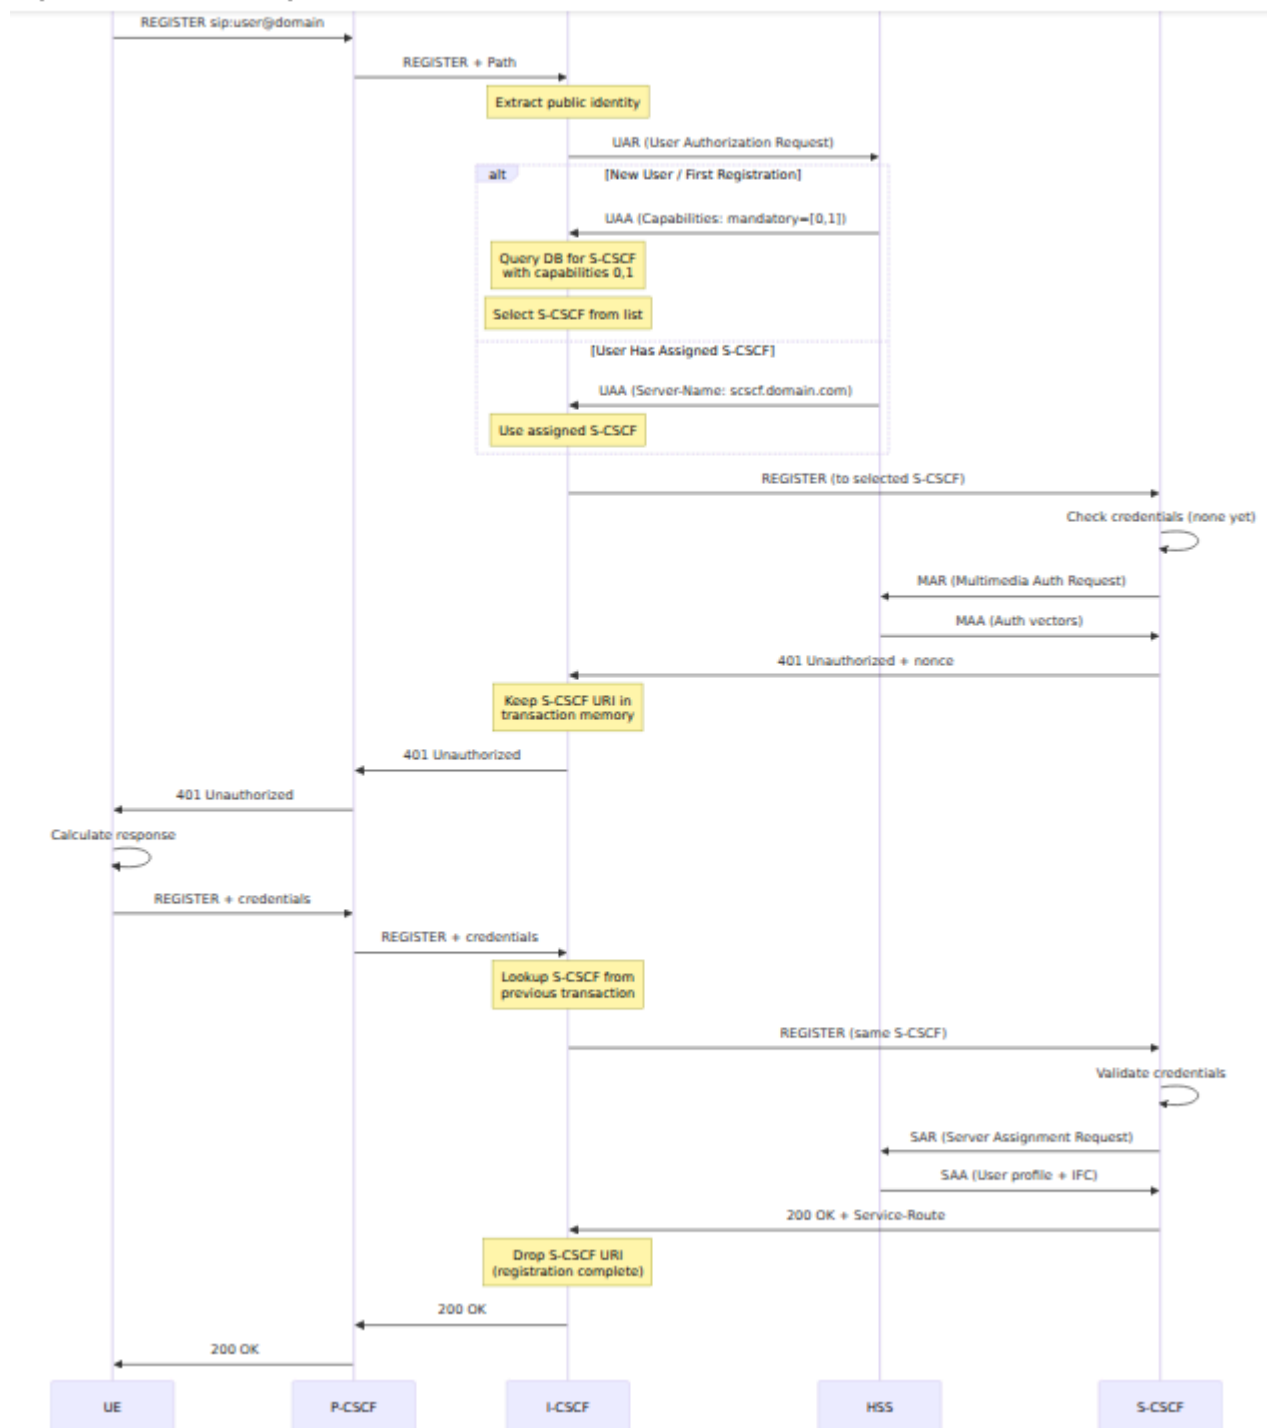 REGISTER sip:user@domain
REGISTER + Path
Extract public identity
UAR (User Authorization Request)
alt
[New User / First Registration]
UAA (Capabilities: mandatory=[0,1])
Query DB for S-CSCF
with capabilities 0,1
Select S-CSCF from list
[User Has Assigned S-CSCF]
UAA (Server-Name: scscf.domain.com)
Use assigned S-CSCF
REGISTER (to selected S-CSCF)
Check credentials (none yet)
MAR (Multimedia Auth Request)
MAA (Auth vectors)
401 Unauthorized + nonce
Keep S-CSCF URI in
transaction memory
401 Unauthorized
401 Unauthorized
Calculate response
REGISTER + credentials
REGISTER + credentials
Lookup S-CSCF from
previous transaction
REGISTER (same S-CSCF)
Validate credentials
SAR (Server Assignment Request)
SAA (User profile + IFC)
200 OK + Service-Route
Drop S-CSCF URI
(registration complete)
200 OK
200 OK
UE
P-CSCF
I-CSCF
HSS
S-CSCF